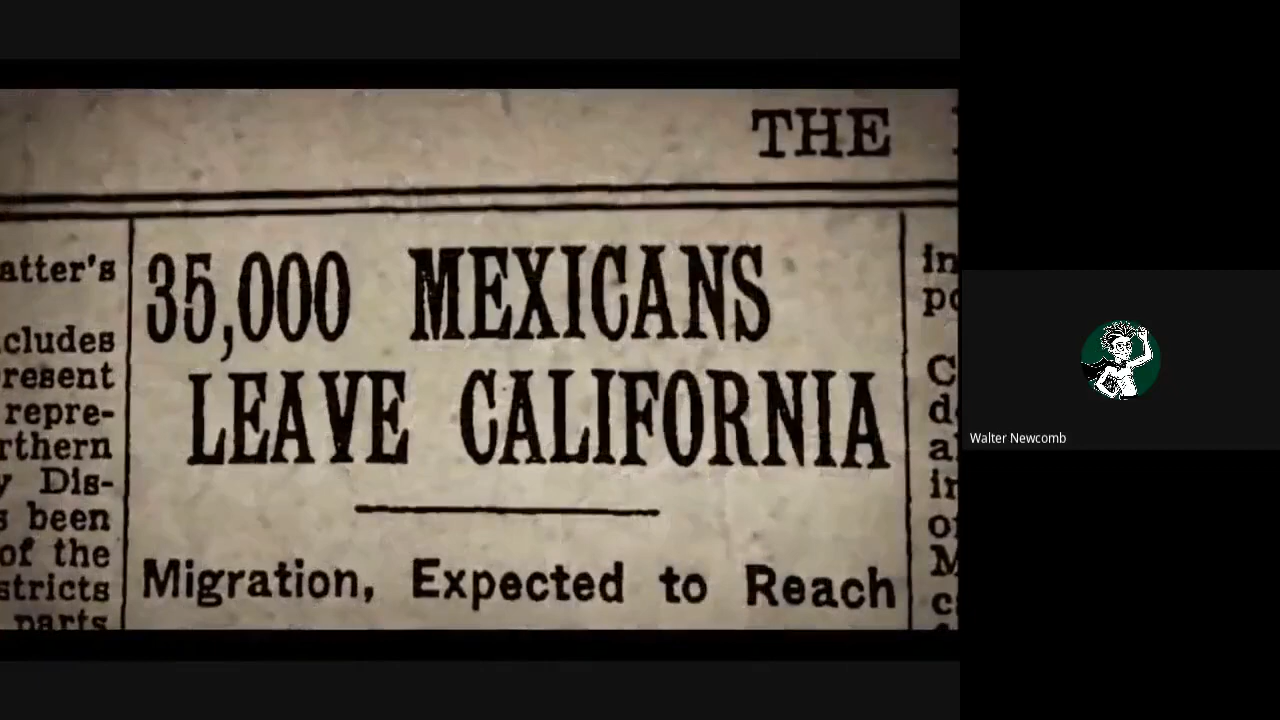 THE
atter's
cludes
resent
repre-
rthern
Dis-
been
of the
stricts
parts
35,000 MEXICANS
LEAVE CALIFORNIA
Migration, Expected to Reach
in
Walter Newcomb